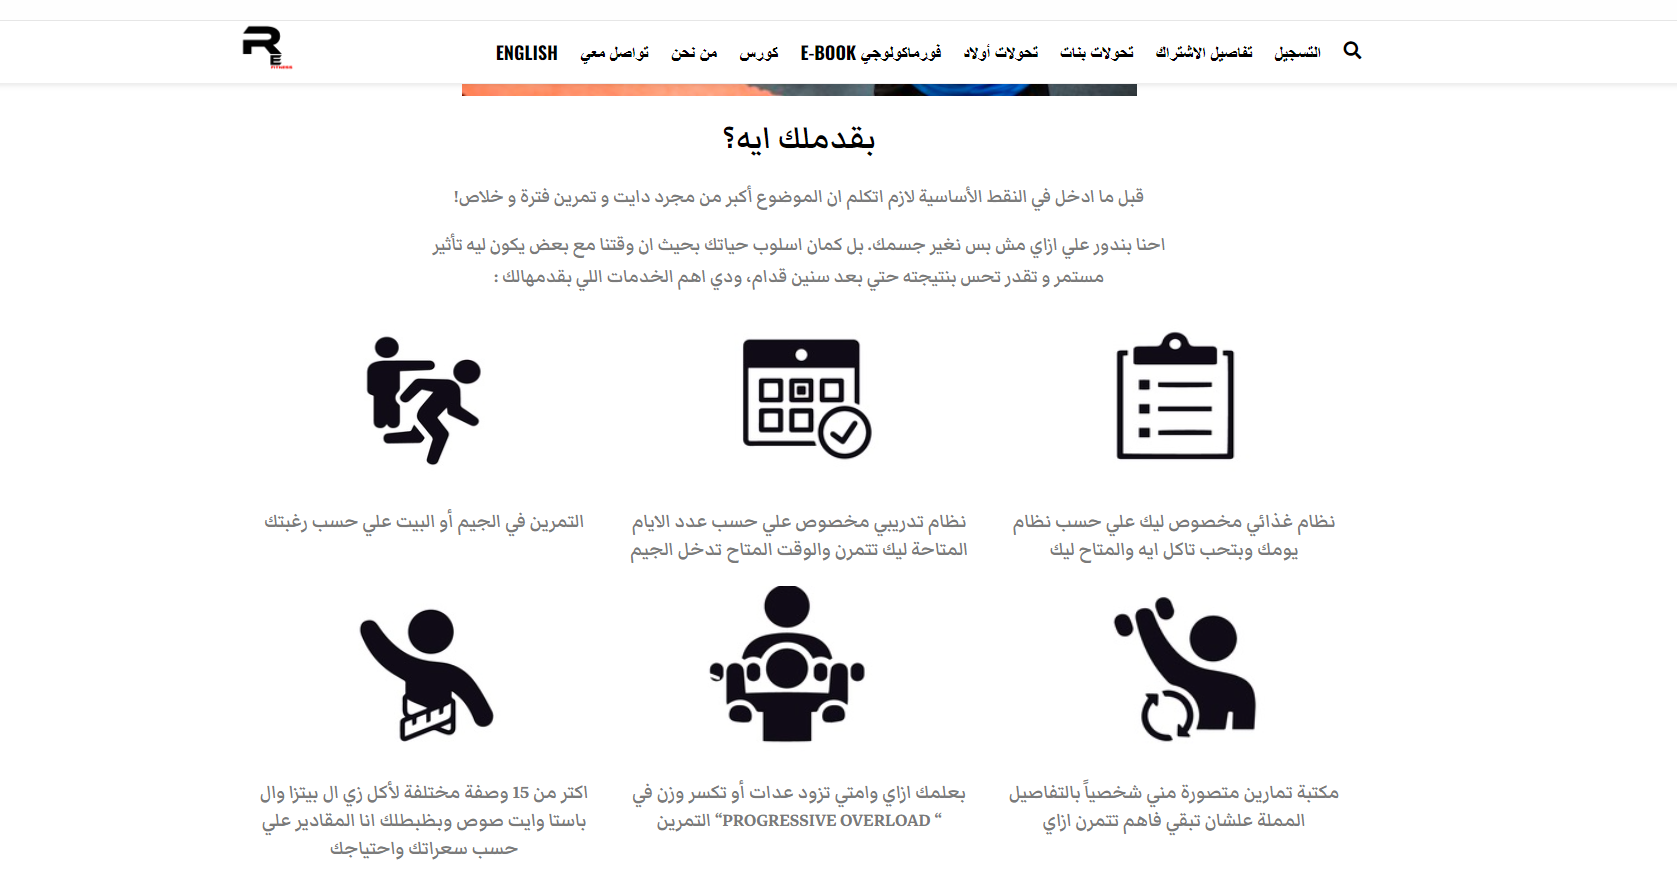 RE
FITNESS
التسجيل
تفاصيل الاشتراك
تحولات بنات
تحولات أولاد
فورماكولوجي E-BOOK
كورس
من نحن
تواصل معي
ENGLISH
بقدملك ايه؟
قبل ما ادخل في النقط الأساسية لازم اتكلم ان الموضوع أكبر من مجرد دايت و تمرين فترة و خلاص!
احنا بندور علي ازاي مش بس نغير جسمك. بل كمان اسلوب حياتك بحيث ان وقتنا مع بعض يكون ليه تأثير
مستمر و تقدر تحس بنتيجته حتي بعد سنين قدام، ودي اهم الخدمات اللي بقدمهالك :
نظام غذائي مخصوص ليك علي حسب نظام
يومك وبتحب تاكل ايه والمتاح ليك
نظام تدريبي مخصوص علي حسب عدد الايام
المتاحة ليك تتمرن والوقت المتاح تدخل الجيم
التمرين في الجيم أو البيت علي حسب رغبتك
مكتبة تمارين متصورة مني شخصياً بالتفاصيل
المملة علشان تبقي فاهم تتمرن ازاي
بعلمك ازاي وامتي تزود عدات أو تكسر وزن في
“ PROGRESSIVE OVERLOAD“ التمرين
اكتر من 15 وصفة مختلفة لأكل زي ال بيتزا وال
باستا وايت صوص وبظبطلك انا المقادير علي
حسب سعراتك واحتياجك